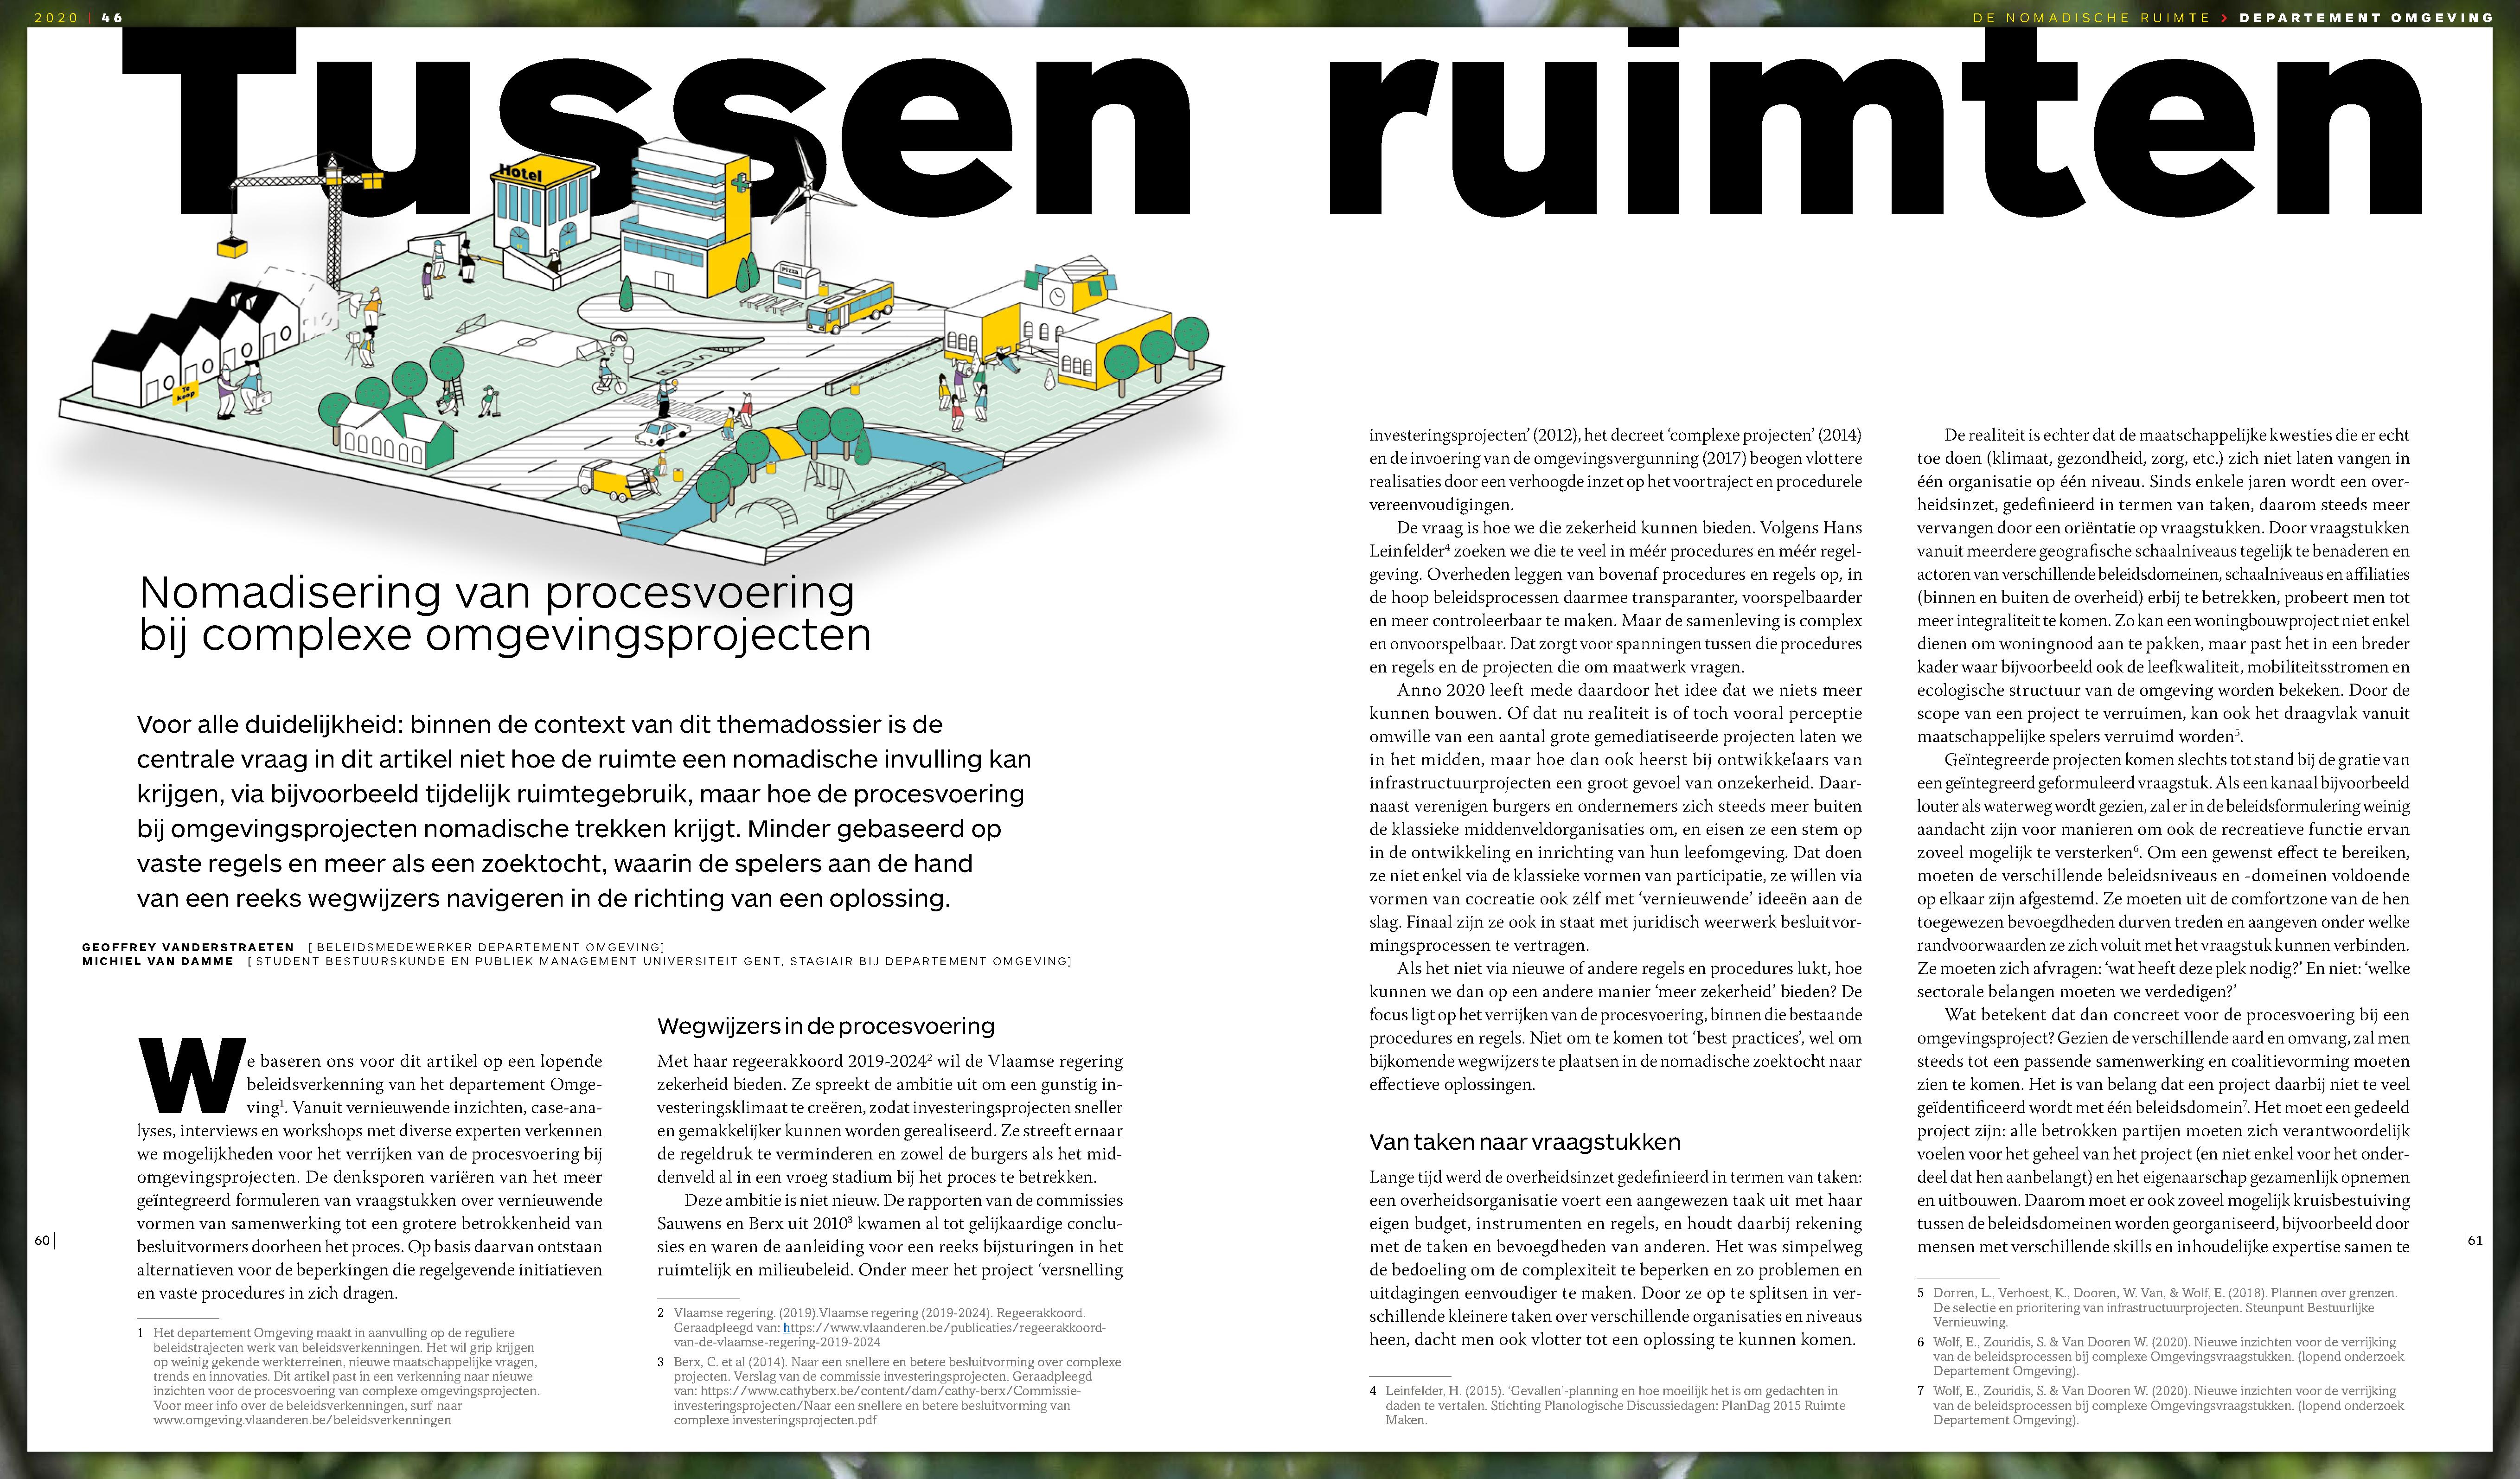 2020 | 46
DE NOMADISCHE RUIMTE > DEPARTEMENT OMGEVING
Tussen ruimten
Hotel
Pizza
BUS
Te
koop
Nomadisering van procesvoering
bij complexe omgevingsprojecten
Voor alle duidelijkheid: binnen de context van dit themadossier is de
centrale vraag in dit artikel niet hoe de ruimte een nomadische invulling kan
krijgen, via bijvoorbeeld tijdelijk ruimtegebruik, maar hoe de procesvoering
bij omgevingsprojecten nomadische trekken krijgt. Minder gebaseerd op
vaste regels en meer als een zoektocht, waarin de spelers aan de hand
van een reeks wegwijzers navigeren in de richting van een oplossing.
GEOFFREY VANDERSTRAETEN [ BELEIDSMEDEWERKER DEPARTEMENT OMGEVING]
MICHIEL VAN DAMME [ STUDENT BESTUURSKUNDE EN PUBLIEK MANAGEMENT UNIVERSITEIT GENT, STAGIAIR BIJ DEPARTEMENT OMGEVING]
We baseren ons voor dit artikel op een lopende
beleidsverkenning van het departement Omge-
ving¹. Vanuit vernieuwende inzichten, case-ana-
lyses, interviews en workshops met diverse experten verkennen
we mogelijkheden voor het verrijken van de procesvoering bij
omgevingsprojecten. De denksporen variëren van het meer
geïntegreerd formuleren van vraagstukken over vernieuwende
vormen van samenwerking tot een grotere betrokkenheid van
besluitvormers doorheen het proces. Op basis daarvan ontstaan
alternatieven voor de beperkingen die regelgevende initiatieven
en vaste procedures in zich dragen.
1 Het departement Omgeving maakt in aanvulling op de reguliere
beleidstrajecten werk van beleidsverkenningen. Het wil grip krijgen
op weinig gekende werkterreinen, nieuwe maatschappelijke vragen,
trends en innovaties. Dit artikel past in een verkenning naar nieuwe
inzichten voor de procesvoering van complexe omgevingsprojecten.
Voor meer info over de beleidsverkenningen, surf naar
www.omgeving.vlaanderen.be/beleidsverkenningen
60
Wegwijzers in de procesvoering
Met haar regeerakkoord 2019-2024² wil de Vlaamse regering
zekerheid bieden. Ze spreekt de ambitie uit om een gunstig in-
vesteringsklimaat te creëren, zodat investeringsprojecten sneller
en gemakkelijker kunnen worden gerealiseerd. Ze streeft ernaar
de regeldruk te verminderen en zowel de burgers als het mid-
denveld al in een vroeg stadium bij het proces te betrekken.
Deze ambitie is niet nieuw. De rapporten van de commissies
Sauwens en Berx uit 2010³ kwamen al tot gelijkaardige conclu-
sies en waren de aanleiding voor een reeks bijsturingen in het
ruimtelijk en milieubeleid. Onder meer het project ‘versnelling
2 Vlaamse regering. (2019).Vlaamse regering (2019-2024). Regeerakkoord.
Geraadpleegd van: https://www.vlaanderen.be/publicaties/regeerakkoord-
van-de-vlaamse-regering-2019-2024
3 Berx, C. et al (2014). Naar een snellere en betere besluitvorming over complexe
projecten. Verslag van de commissie investeringsprojecten. Geraadpleegd
van: https://www.cathyberx.be/content/dam/cathy-berx/Commissie-
investeringsprojecten/Naar een snellere en betere besluitvorming van
complexe investeringsprojecten.pdf
investeringsprojecten’ (2012), het decreet ‘complexe projecten’ (2014)
en de invoering van de omgevingsvergunning (2017) beogen vlottere
realisaties door een verhoogde inzet op het voortraject en procedurele
vereenvoudigingen.
De vraag is hoe we die zekerheid kunnen bieden. Volgens Hans
Leinfelder⁴ zoeken we die te veel in méér procedures en méér regel-
geving. Overheden leggen van bovenaf procedures en regels op, in
de hoop beleidsprocessen daarmee transparanter, voorspelbaarder
en meer controleerbaar te maken. Maar de samenleving is complex
en onvoorspelbaar. Dat zorgt voor spanningen tussen die procedures
en regels en de projecten die om maatwerk vragen.
Anno 2020 leeft mede daardoor het idee dat we niets meer
kunnen bouwen. Of dat nu realiteit is of toch vooral perceptie
omwille van een aantal grote gemediatiseerde projecten laten we
in het midden, maar hoe dan ook heerst bij ontwikkelaars van
infrastructuurprojecten een groot gevoel van onzekerheid. Daar-
naast verenigen burgers en ondernemers zich steeds meer buiten
de klassieke middenveldorganisaties om, en eisen ze een stem op
in de ontwikkeling en inrichting van hun leefomgeving. Dat doen
ze niet enkel via de klassieke vormen van participatie, ze willen via
vormen van cocreatie ook zélf met ‘vernieuwende’ ideeën aan de
slag. Finaal zijn ze ook in staat met juridisch weerwerk besluitvor-
mingsprocessen te vertragen.
Als het niet via nieuwe of andere regels en procedures lukt, hoe
kunnen we dan op een andere manier ‘meer zekerheid’ bieden? De
focus ligt op het verrijken van de procesvoering, binnen die bestaande
procedures en regels. Niet om te komen tot ‘best practices’, wel om
bijkomende wegwijzers te plaatsen in de nomadische zoektocht naar
effectieve oplossingen.
Van taken naar vraagstukken
Lange tijd werd de overheidsinzet gedefinieerd in termen van taken:
een overheidsorganisatie voert een aangewezen taak uit met haar
eigen budget, instrumenten en regels, en houdt daarbij rekening
met de taken en bevoegdheden van anderen. Het was simpelweg
de bedoeling om de complexiteit te beperken en zo problemen en
uitdagingen eenvoudiger te maken. Door ze op te splitsen in ver-
schillende kleinere taken over verschillende organisaties en niveaus
heen, dacht men ook vlotter tot een oplossing te kunnen komen.
4 Leinfelder, H. (2015). ‘Gevallen’-planning en hoe moeilijk het is om gedachten in
daden te vertalen. Stichting Planologische Discussiedagen: PlanDag 2015 Ruimte
Maken.
De realiteit is echter dat de maatschappelijke kwesties die er echt
toe doen (klimaat, gezondheid, zorg, etc.) zich niet laten vangen in
één organisatie op één niveau. Sinds enkele jaren wordt een over-
heidsinzet, gedefinieerd in termen van taken, daarom steeds meer
vervangen door een oriëntatie op vraagstukken. Door vraagstukken
vanuit meerdere geografische schaalniveaus tegelijk te benaderen en
actoren van verschillende beleidsdomeinen, schaalniveaus en affiliaties
(binnen en buiten de overheid) erbij te betrekken, probeert men tot
meer integraliteit te komen. Zo kan een woningbouwproject niet enkel
dienen om woningnood aan te pakken, maar past het in een breder
kader waar bijvoorbeeld ook de leefkwaliteit, mobiliteitsstromen en
ecologische structuur van de omgeving worden bekeken. Door de
scope van een project te verruimen, kan ook het draagvlak vanuit
maatschappelijke spelers verruimd worden⁵.
Geïntegreerde projecten komen slechts tot stand bij de gratie van
een geïntegreerd geformuleerd vraagstuk. Als een kanaal bijvoorbeeld
louter als waterweg wordt gezien, zal er in de beleidsformulering weinig
aandacht zijn voor manieren om ook de recreatieve functie ervan
zoveel mogelijk te versterken⁶. Om een gewenst effect te bereiken,
moeten de verschillende beleidsniveaus en -domeinen voldoende
op elkaar zijn afgestemd. Ze moeten uit de comfortzone van de hen
toegewezen bevoegdheden durven treden en aangeven onder welke
randvoorwaarden ze zich voluit met het vraagstuk kunnen verbinden.
Ze moeten zich afvragen: ‘wat heeft deze plek nodig?’ En niet: ‘welke
sectorale belangen moeten we verdedigen?’
Wat betekent dat dan concreet voor de procesvoering bij een
omgevingsproject? Gezien de verschillende aard en omvang, zal men
steeds tot een passende samenwerking en coalitievorming moeten
zien te komen. Het is van belang dat een project daarbij niet te veel
geïdentificeerd wordt met één beleidsdomein⁷. Het moet een gedeeld
project zijn: alle betrokken partijen moeten zich verantwoordelijk
voelen voor het geheel van het project (en niet enkel voor het onder-
deel dat hen aanbelangt) en het eigenaarschap gezamenlijk opnemen
en uitbouwen. Daarom moet er ook zoveel mogelijk kruisbestuiving
tussen de beleidsdomeinen worden georganiseerd, bijvoorbeeld door
mensen met verschillende skills en inhoudelijke expertise samen te
5 Dorren, L., Verhoest, K., Dooren, W. Van, & Wolf, E. (2018). Plannen over grenzen.
De selectie en prioritering van infrastructuurprojecten. Steunpunt Bestuurlijke
Vernieuwing.
6 Wolf, E., Zouridis, S. & Van Dooren W. (2020). Nieuwe inzichten voor de verrijking
van de beleidsprocessen bij complexe Omgevingsvraagstukken. (lopend onderzoek
Departement Omgeving).
7 Wolf, E., Zouridis, S. & Van Dooren W. (2020). Nieuwe inzichten voor de verrijking
van de beleidsprocessen bij complexe Omgevingsvraagstukken. (lopend onderzoek
Departement Omgeving).
61